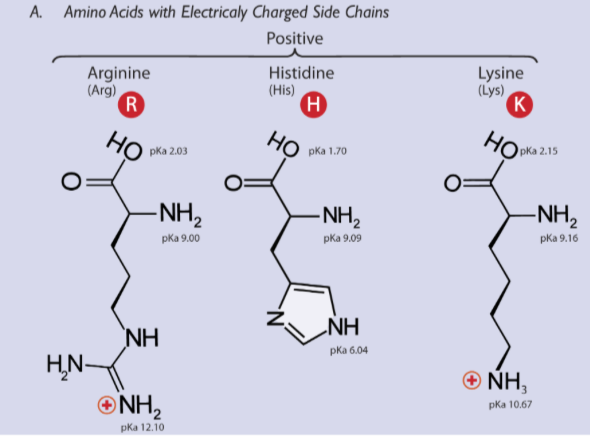 A. Amino Acids with Electricaly Charged Side Chains
Positive
Arginine
(Arg)
R
HO
pKa 2.03
O
NH2
pKa 9.00
NH
H2N
⊕ NH2
pKa 12.10
Histidine
(His)
H
HO
pKa 1.70
O
NH2
pKa 9.09
N
NH
pKa 6.04
Lysine
(Lys)
K
HO
pKa 2.15
O
NH2
pKa 9.16
⊕ NH3
pKa 10.67